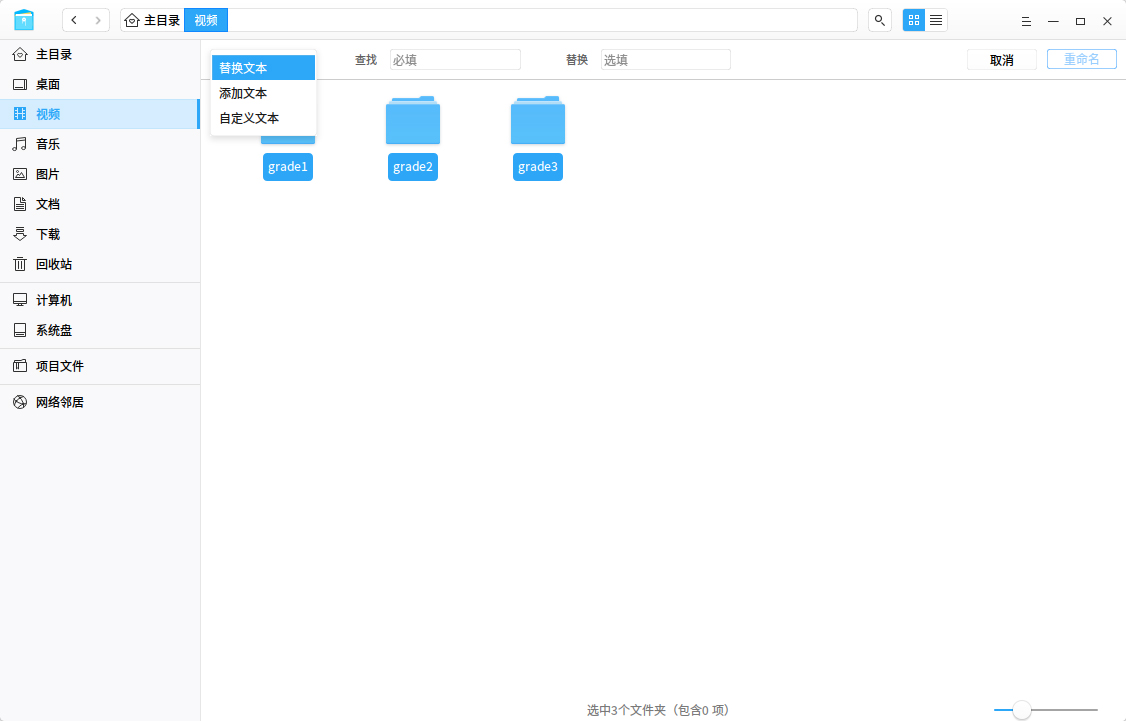 主目录
视频
主目录
桌面
视频
音乐
图片
文档
下载
回收站
计算机
系统盘
项目文件
网络邻居
替换文本
添加文本
自定义文本
查找
必填
替换
选填
取消
重命名
grade1
grade2
grade3
选中3个文件夹（包含0 项）